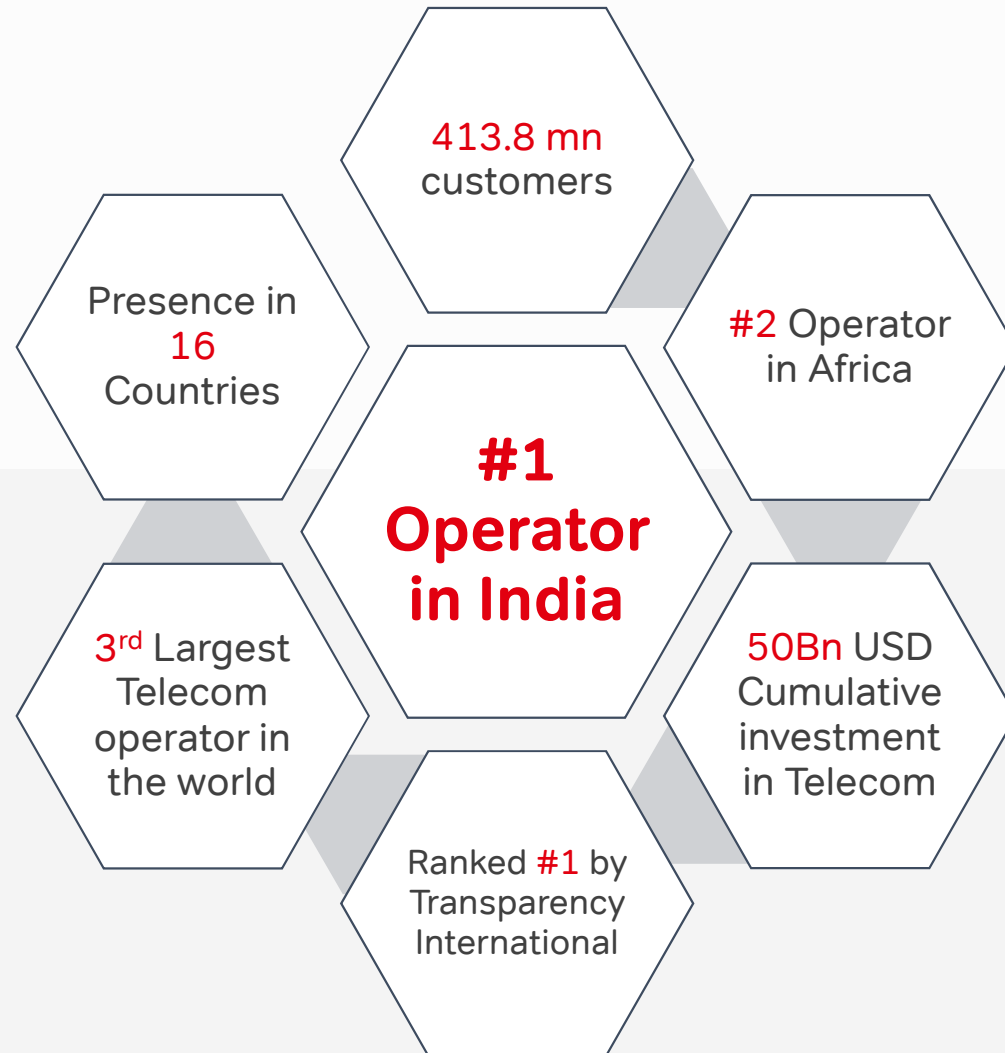 413.8 mn
customers
Presence in
16
Countries
#2 Operator
in Africa
#1
Operator
in India
3rd Largest
Telecom
operator in
the world
50Bn USD
Cumulative
investment
in Telecom
Ranked #1 by
Transparency
International